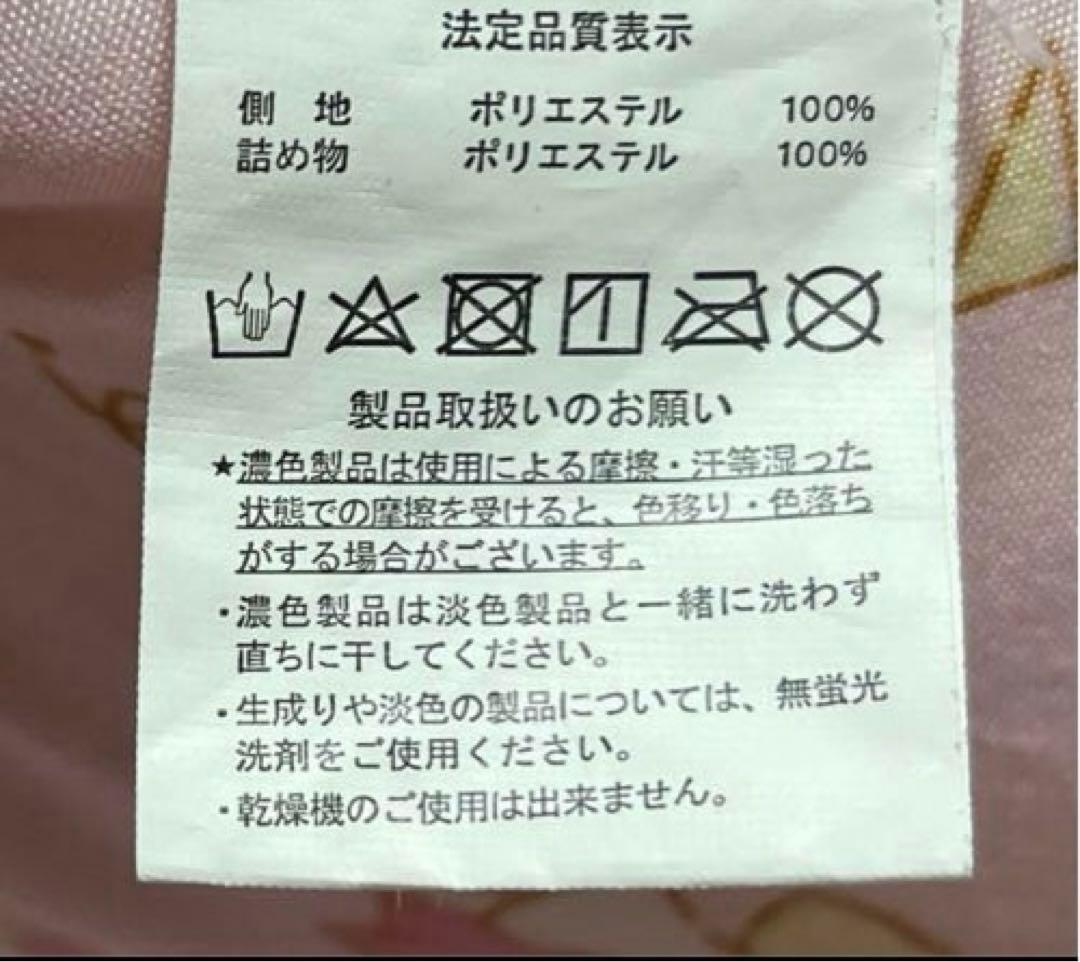 法定品質表示
側 地 ポリエステル 100%
詰め物 ポリエステル 100%
製品取扱いのお願い
★濃色製品は使用による摩擦・汗等湿った
状態での摩擦を受けると、色移り・色落ち
がする場合がございます。
・濃色製品は淡色製品と一緒に洗わず
直ちに干してください。
・生成りや淡色の製品については、無蛍光
洗剤をご使用ください。
・乾燥機のご使用は出来ません。